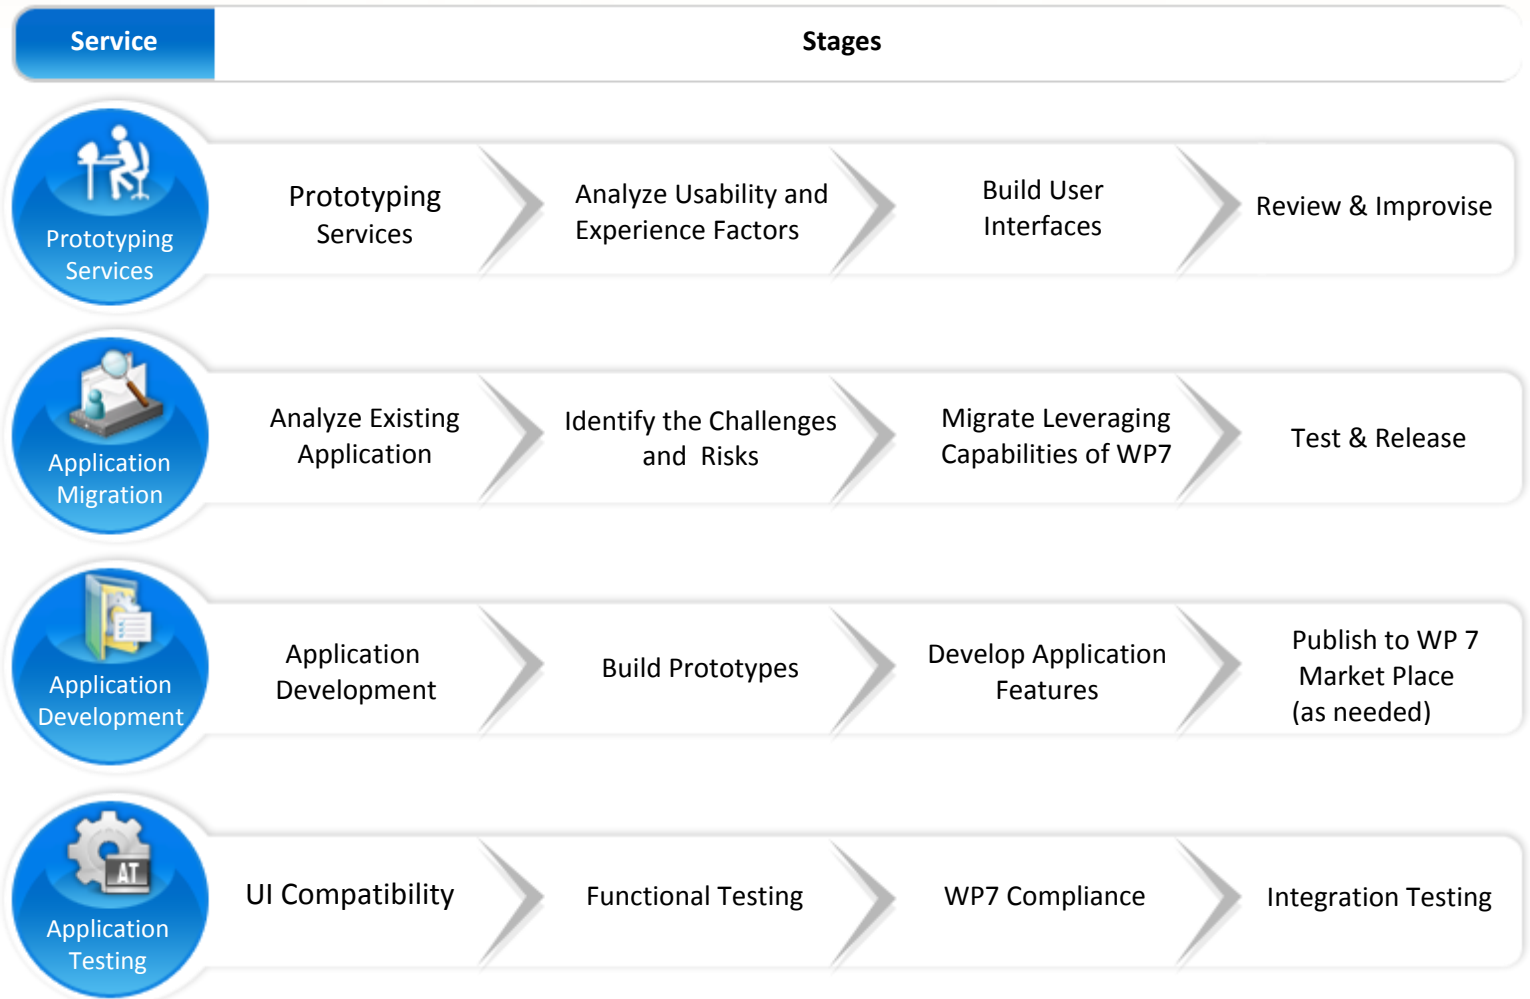 Service
Stages
Prototyping
Services
Prototyping
Services
Analyze Usability and
Experience Factors
Build User
Interfaces
Review & Improvise
Application
Migration
Analyze Existing
Application
Identify the Challenges
and Risks
Migrate Leveraging
Capabilities of WP7
Test & Release
Application
Development
Application
Development
Build Prototypes
Develop Application
Features
Publish to WP 7
Market Place
(as needed)
AT
Application
Testing
UI Compatibility
Functional Testing
WP7 Compliance
Integration Testing